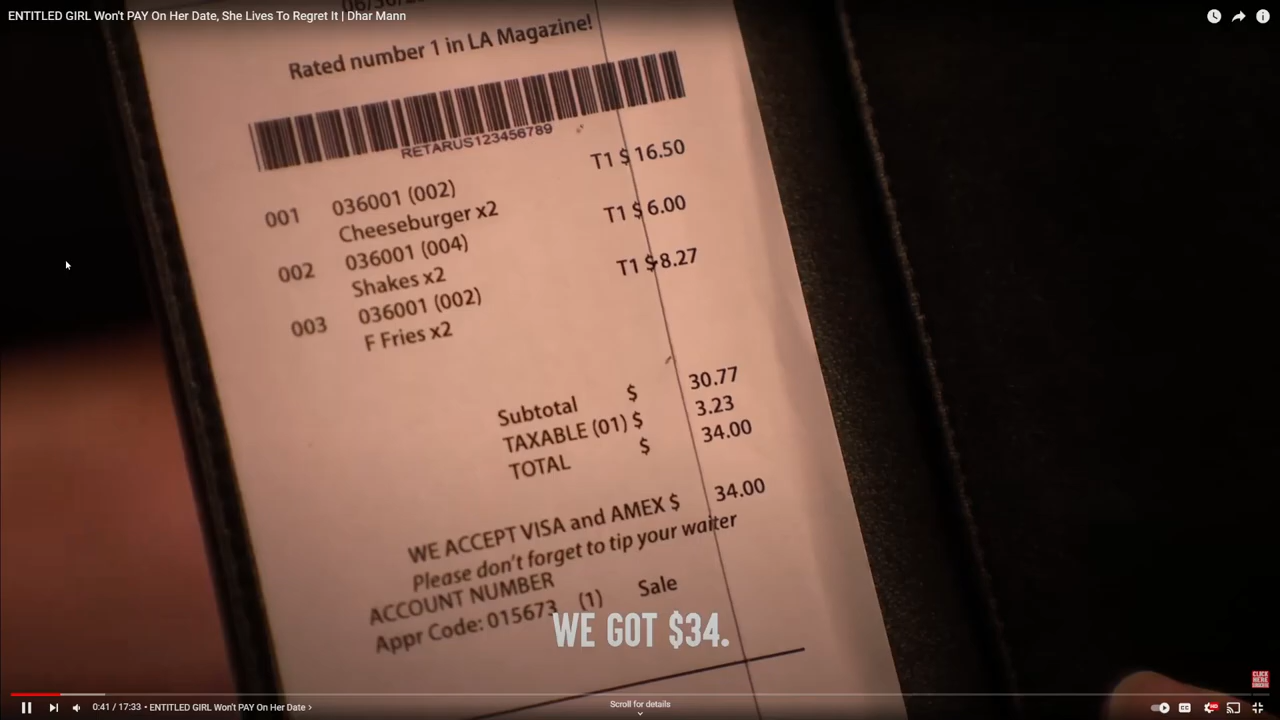 ENTITLED GIRL Won't PAY On Her Date, She Lives To Regret It | Dhar Mann
Rated number 1 in LA Magazine!
RETARUS123456789
001 036001 (002) T1 $ 16.50
Cheeseburger x2
002 036001 (004) T1 $ 6.00
Shakes x2
003 036001 (002) T1 $ 8.27
F Fries x2
Subtotal $ 30.77
TAXABLE (01) $ 3.23
TOTAL $ 34.00
WE ACCEPT VISA and AMEX $ 34.00
Please don't forget to tip your waiter
ACCOUNT NUMBER
Appr Code: 015673 (1) Sale
WE GOT $34.
CLICK
HERE
0:41 / 17:33 • ENTITLED GIRL Won't PAY On Her Date >
Scroll for details